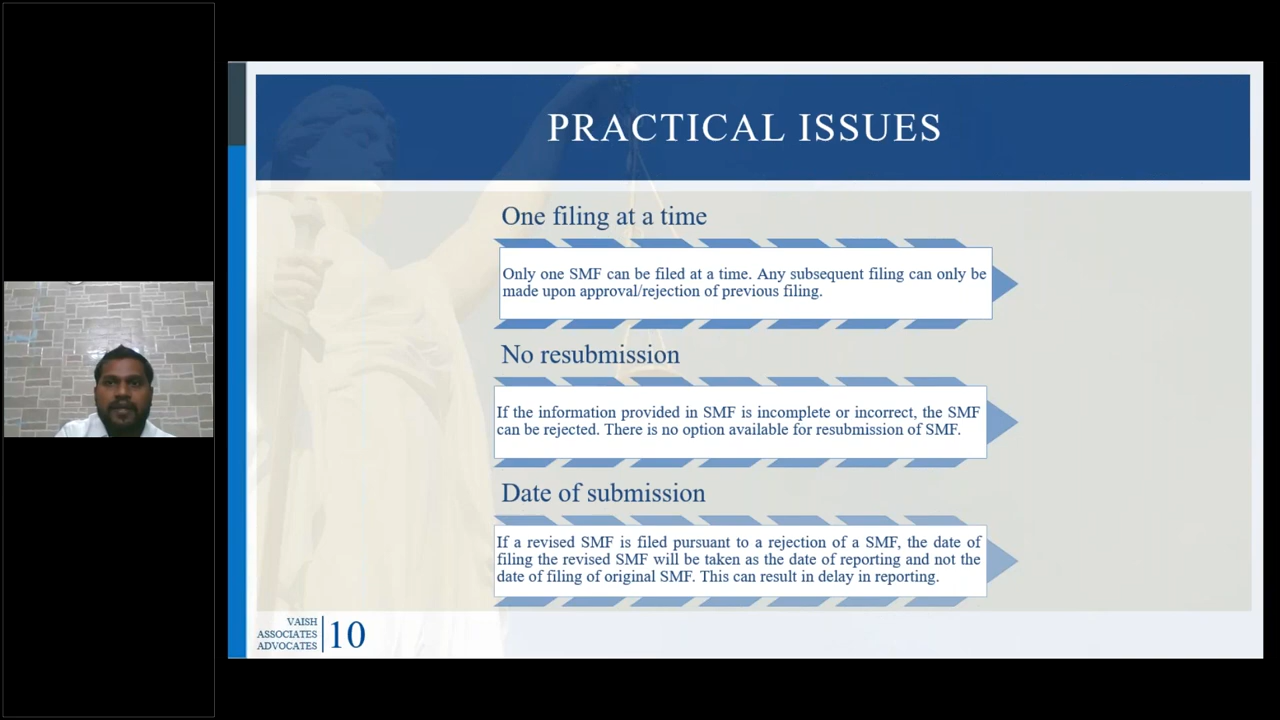 PRACTICAL ISSUES
One filing at a time
Only one SMF can be filed at a time. Any subsequent filing can only be
made upon approval/rejection of previous filing.
No resubmission
If the information provided in SMF is incomplete or incorrect, the SMF
can be rejected. There is no option available for resubmission of SMF.
Date of submission
If a revised SMF is filed pursuant to a rejection of a SMF, the date of
filing the revised SMF will be taken as the date of reporting and not the
date of filing of original SMF. This can result in delay in reporting.
VAISH
ASSOCIATES
ADVOCATES
10